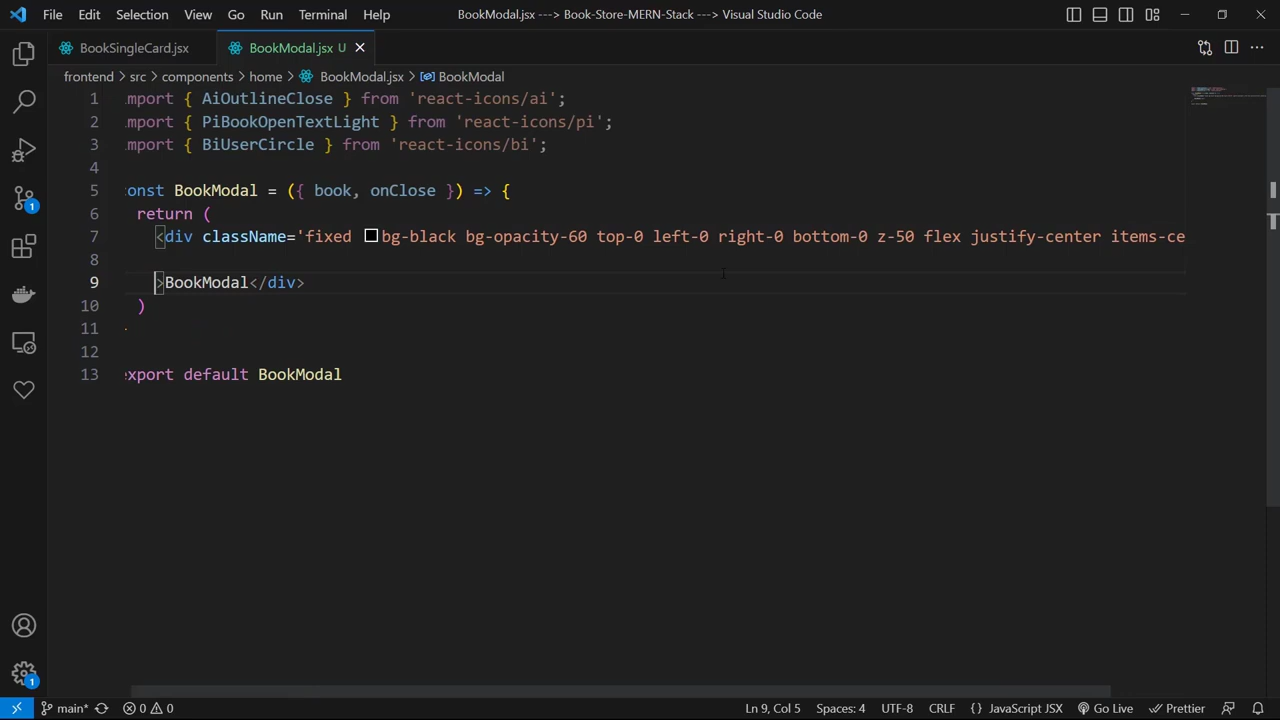 File Edit Selection View Go Run Terminal Help BookModal.jsx ---> Book-Store-MERN-Stack ---> Visual Studio Code
BookSingleCard.jsx BookModal.jsx U
frontend > src > components > home > BookModal.jsx > BookModal
1 mport { AiOutlineClose } from 'react-icons/ai';
2 mport { PiBookOpenTextLight } from 'react-icons/pi';
3 mport { BiUserCircle } from 'react-icons/bi';
4
5 onst BookModal = ({ book, onClose }) => {
6 return (
7 <div className='fixed bg-black bg-opacity-60 top-0 left-0 right-0 bottom-0 z-50 flex justify-center items-ce
8
9 >BookModal</div>
10 )
11
12
13 export default BookModal
1
1
main* 0 0 Ln 9, Col 5 Spaces: 4 UTF-8 CRLF {} JavaScript JSX Go Live Prettier